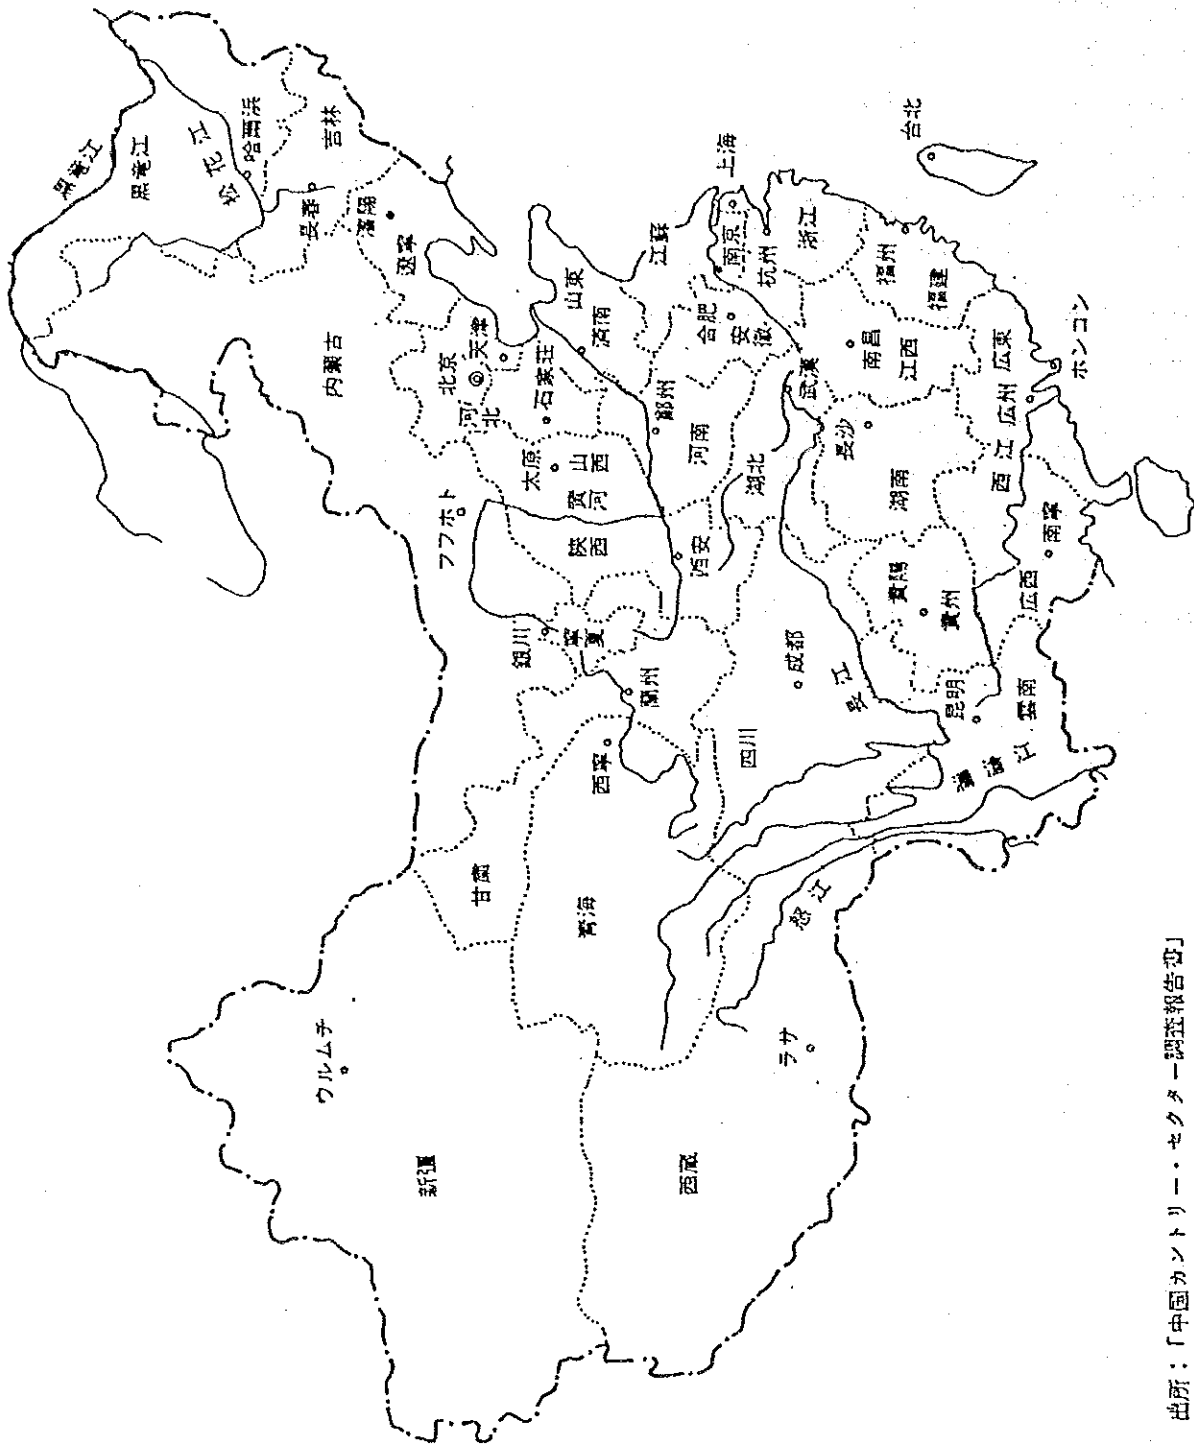 黒竜江
黒竜江
松花江
哈爾浜
吉林
長春
瀋陽
遼寧
内蒙古
北京
天津
河北
石家荘
山東
済南
江蘇
上海
南京
合肥
安徽
杭州
浙江
台北
福州
福建
南昌
江西
武漢
鄭州
河南
湖北
太原
山西
黄河
陝西
西安
フフホト
銀川
寧夏
蘭州
西寧
甘粛
青海
ウルムチ
新疆
西蔵
ラサ
怒江
四川
成都
長江
長沙
湖南
貴陽
貴州
昆明
雲南
瀾滄江
広西
南寧
西江
広州
広東
ホンコン
出所:「中国カントリー・セクター調査報告書」